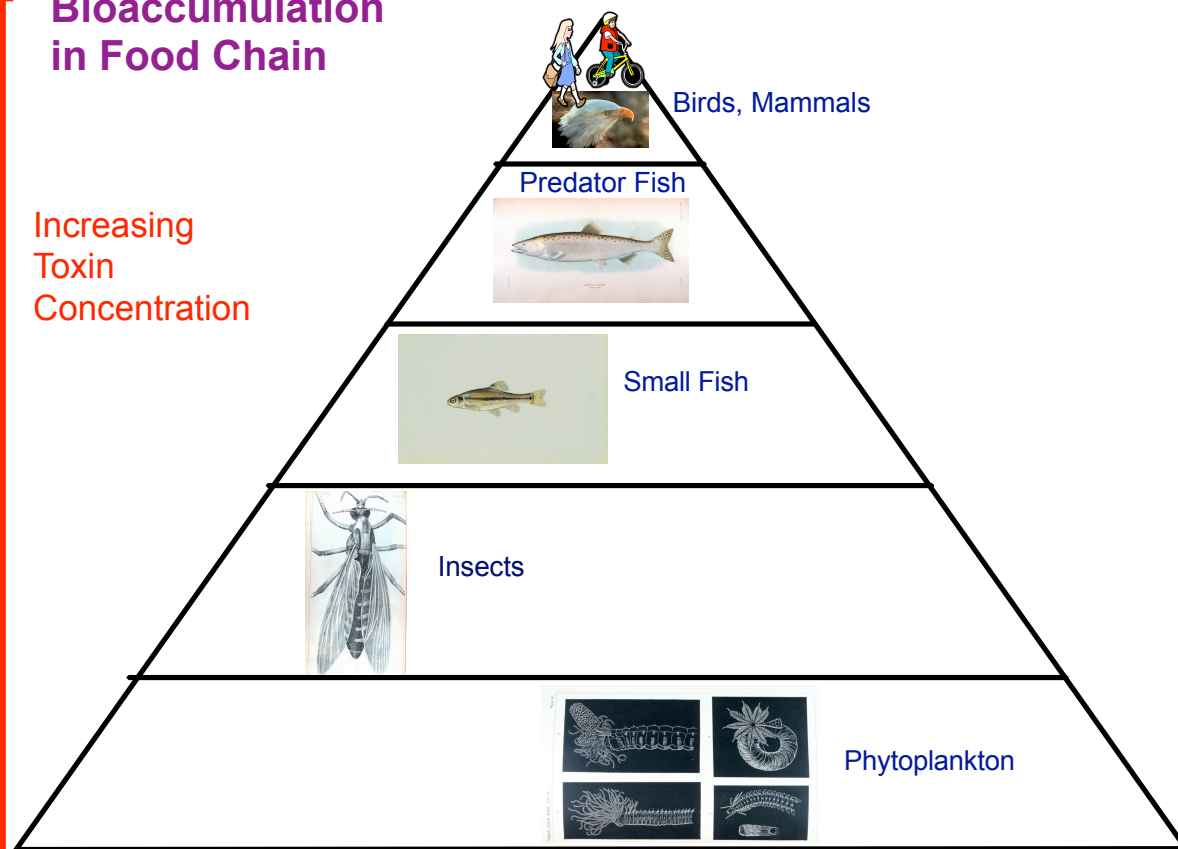 Bioaccumulation
in Food Chain
Birds, Mammals
Predator Fish
Increasing
Toxin
Concentration
Small Fish
Insects
Phytoplankton